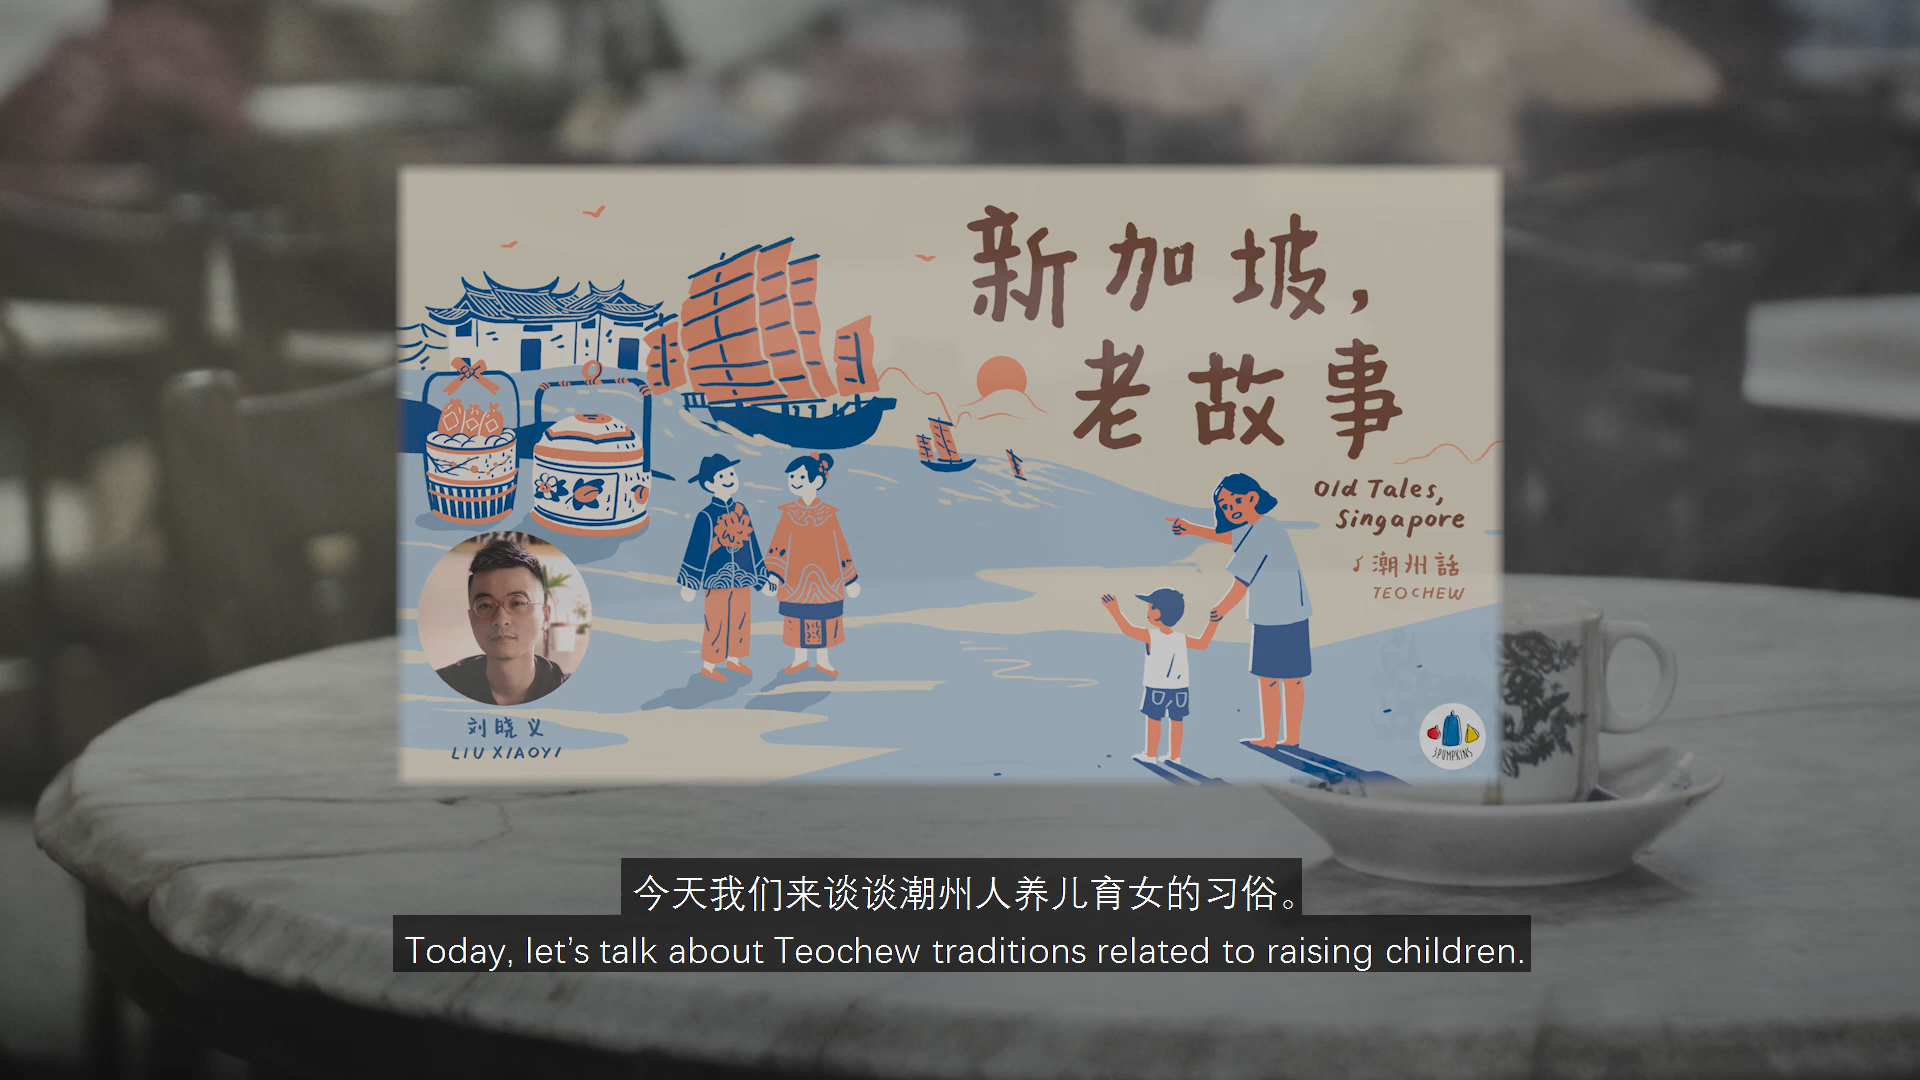 新加坡,
老故事
Old Tales,
Singapore
潮州話
TEOCHEW
刘晓义
LIU XIAOYI
3PUMPKINS
今天我们来谈谈潮州人养儿育女的习俗。
Today, let's talk about Teochew traditions related to raising children.